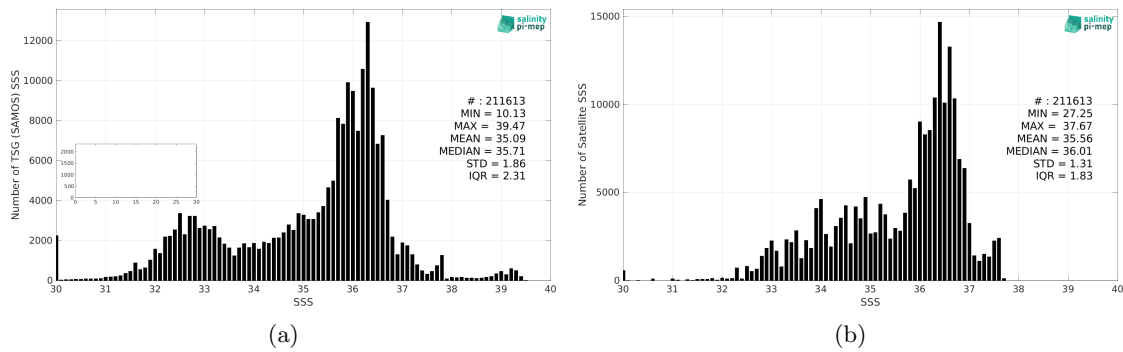 salinity
pi-mep
12000
10000
8000
6000
4000
2000
0
Number of TSG (SAMOS) SSS
# : 211613
MIN = 10.13
MAX = 39.47
MEAN = 35.09
MEDIAN = 35.71
STD = 1.86
IQR = 2.31
2000
1500
1000
500
0
0 5 10 15 20 25 30
30 31 32 33 34 35 36 37 38 39 40
SSS
(a)
salinity
pi-mep
15000
10000
5000
0
Number of Satellite SSS
# : 211613
MIN = 27.25
MAX = 37.67
MEAN = 35.56
MEDIAN = 36.01
STD = 1.31
IQR = 1.83
30 31 32 33 34 35 36 37 38 39 40
SSS
(b)